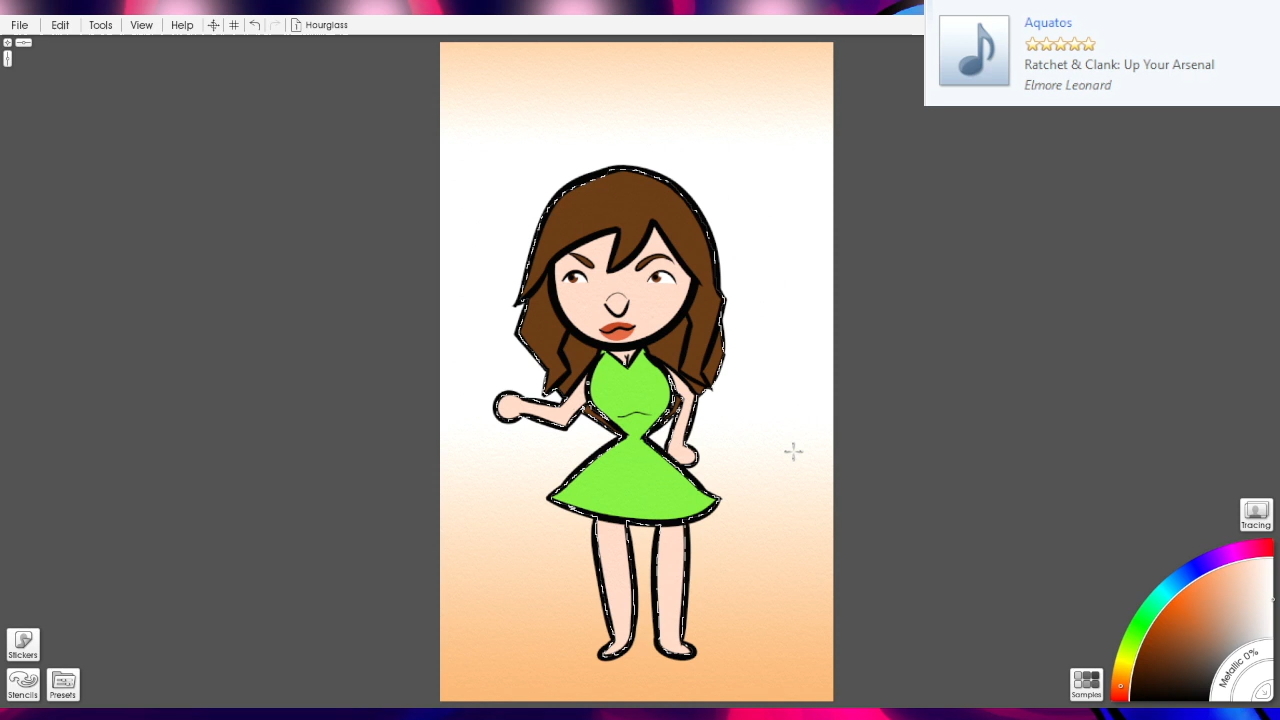 File Edit Tools View Help Hourglass
Aquatos
Ratchet & Clank: Up Your Arsenal
Elmore Leonard
Tracing
Metallic 0%
Stickers
Stencils Presets
Samples